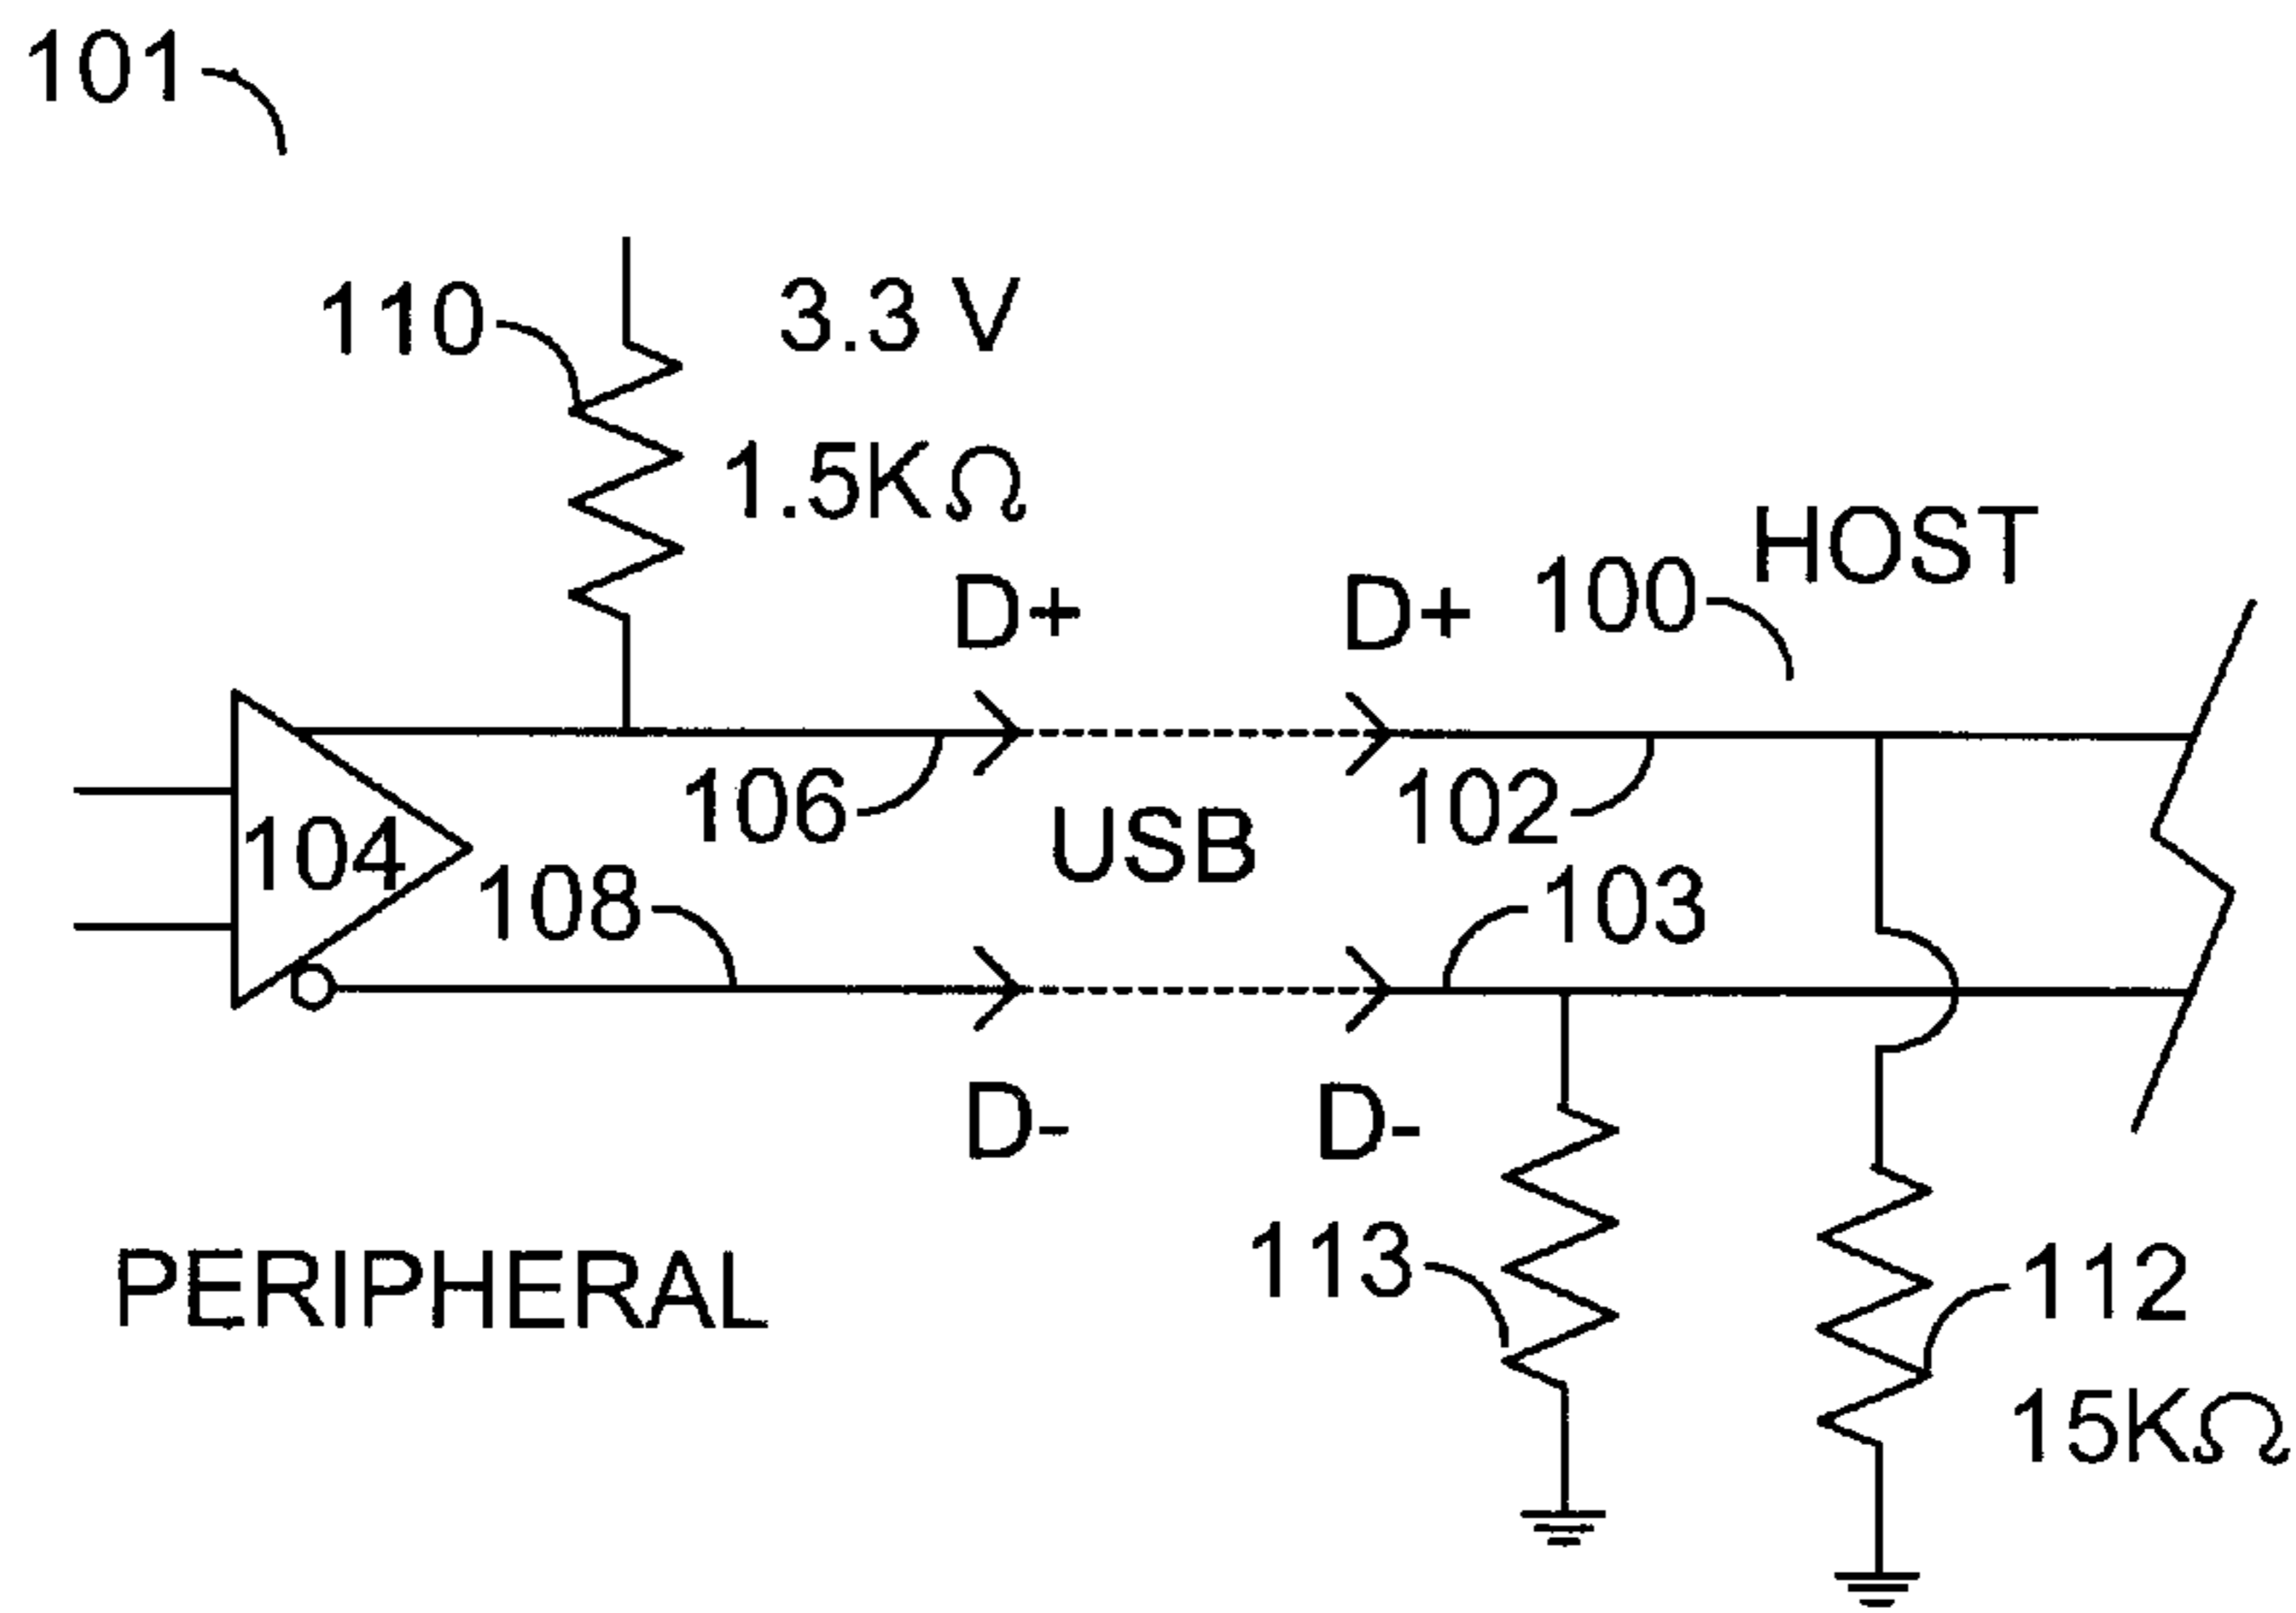 101
110
3.3 V
1.5KΩ
HOST
D+
D+
100
106
102
104
USB
108
103
D-
D-
113
PERIPHERAL
112
15KΩ